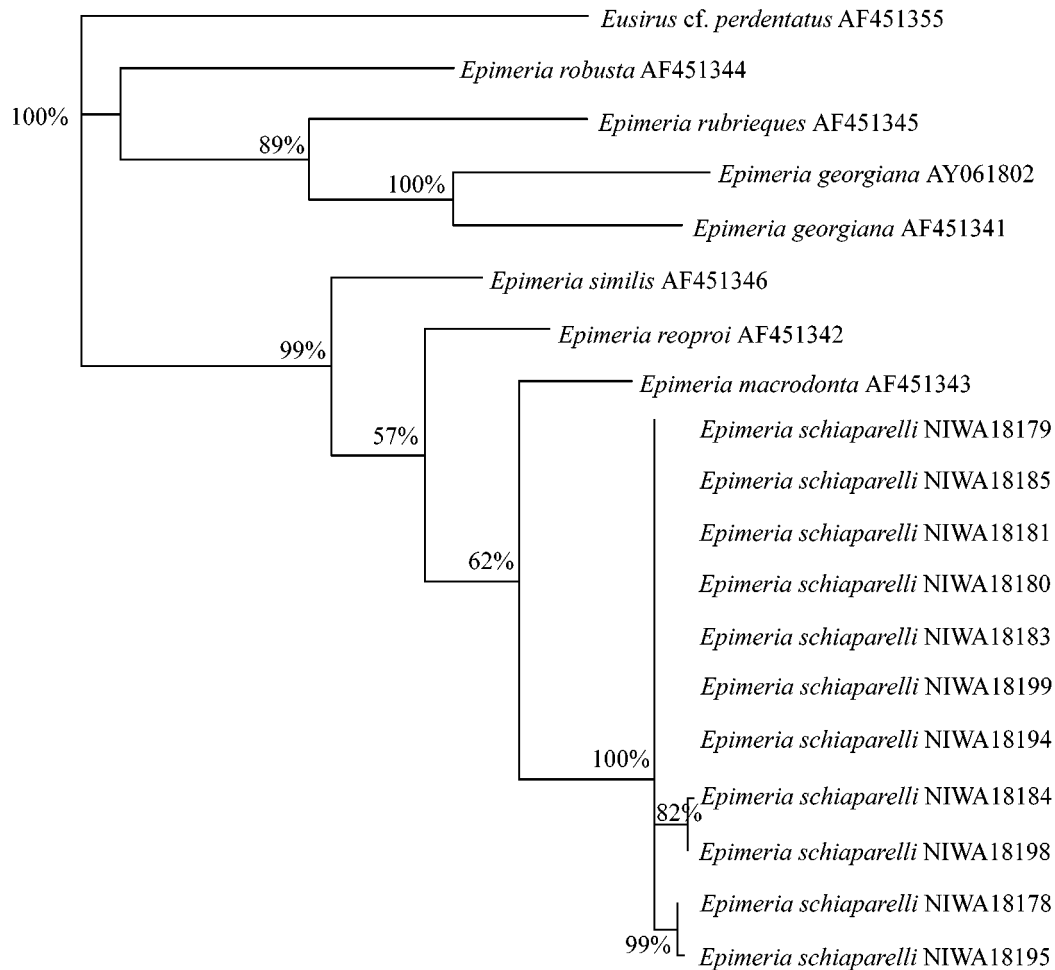 Eusirus cf. perdentatus AF451355
Epimeria robusta AF451344
100%
Epimeria rubrieques AF451345
89%
Epimeria georgiana AY061802
100%
Epimeria georgiana AF451341
Epimeria similis AF451346
Epimeria reoproi AF451342
99%
Epimeria macrodonta AF451343
Epimeria schiaparelli NIWA18179
57%
Epimeria schiaparelli NIWA18185
Epimeria schiaparelli NIWA18181
62%
Epimeria schiaparelli NIWA18180
Epimeria schiaparelli NIWA18183
Epimeria schiaparelli NIWA18199
Epimeria schiaparelli NIWA18194
100%
Epimeria schiaparelli NIWA18184
82%
Epimeria schiaparelli NIWA18198
Epimeria schiaparelli NIWA18178
99%
Epimeria schiaparelli NIWA18195